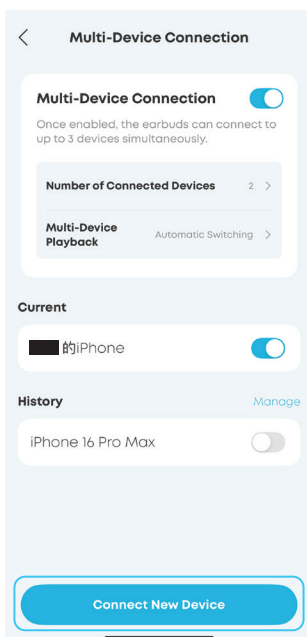 Multi-Device Connection
Multi-Device Connection
Once enabled, the earbuds can connect to
up to 3 devices simultaneously.
Number of Connected Devices 2
Multi-Device
Playback
Automatic Switching
Current
的iPhone
History
Manage
iPhone 16 Pro Max
Connect New Device